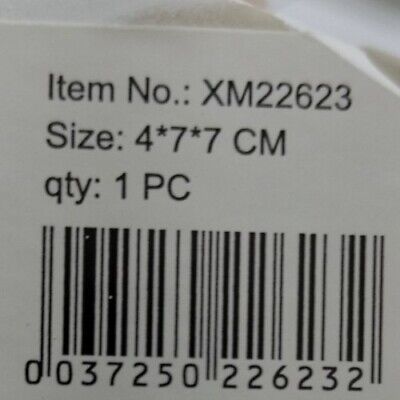 Item No.: XM22623
Size: 4*7*7 CM
qty: 1 PC
0 037250 226232